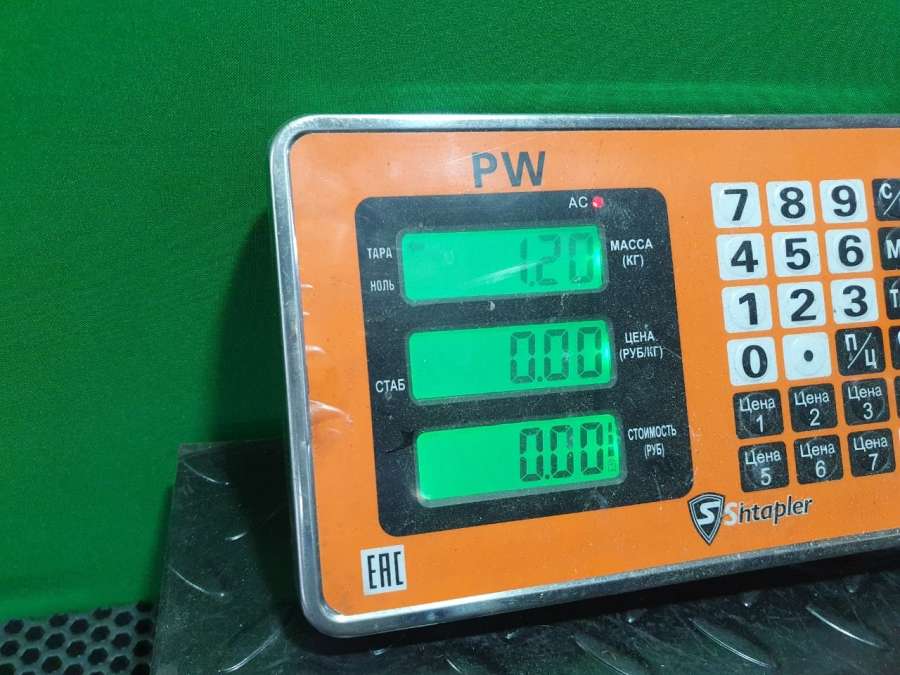 PW
AC
ТАРА
НОЛЬ
1.20
МАССА
(КГ)
СТАБ
0.00
ЦЕНА
(РУБ/КГ)
0.00
СТОИМОСТЬ
(РУБ)
7 8 9 С/
4 5 6 М
1 2 3 Т
0 . П/Ц
Цена 1 Цена 2 Цена 3
Цена 5 Цена 6 Цена 7
S Shtapler
EAC